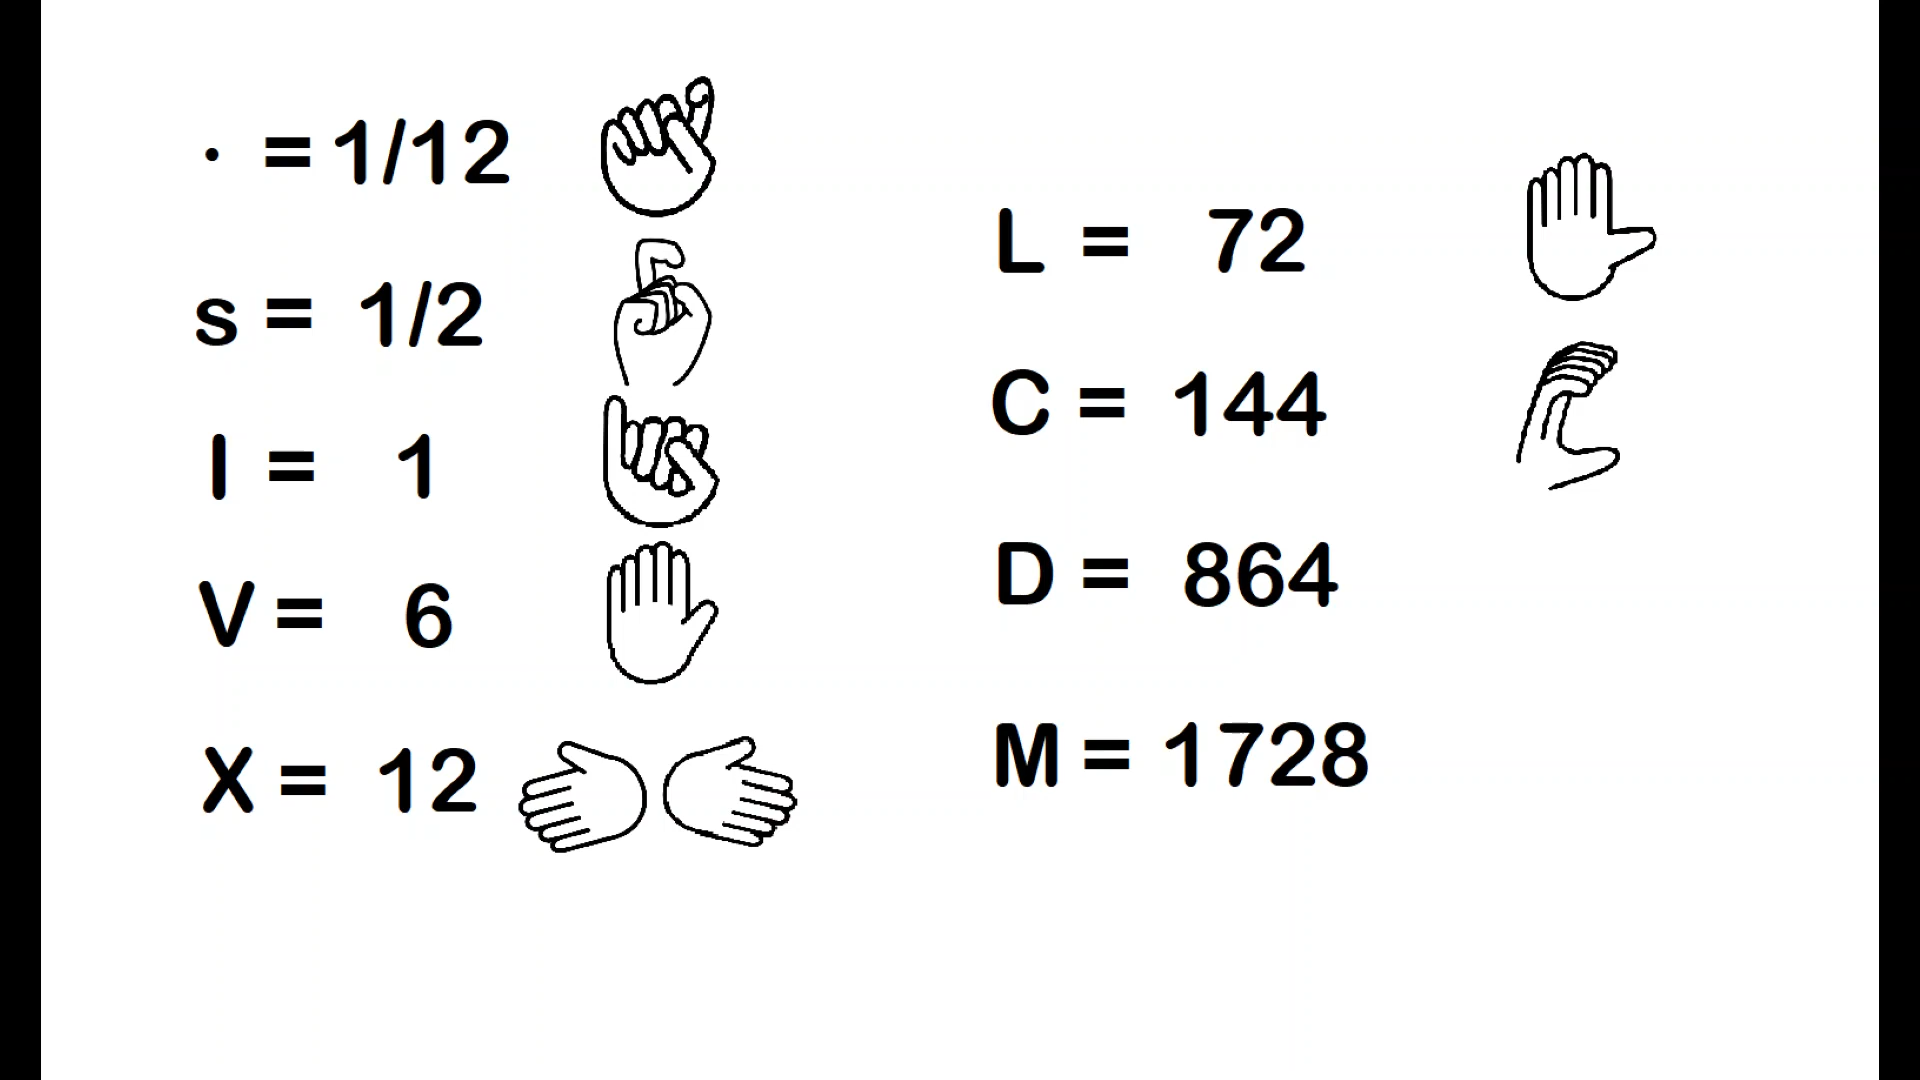 · = 1/12
s = 1/2
I = 1
V = 6
X = 12
L = 72
C = 144
D = 864
M = 1728